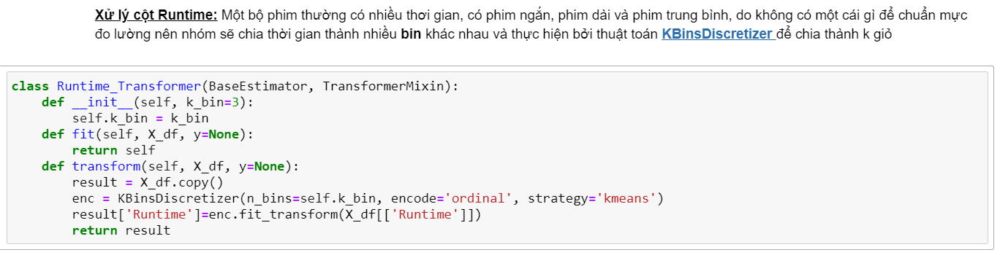 Xử lý cột Runtime: Một bộ phim thường có nhiều thơi gian, có phim ngắn, phim dài và phim trung bình, do không có một cái gì để chuẩn mực
đo lường nên nhóm sẽ chia thời gian thành nhiều bin khác nhau và thực hiện bởi thuật toán KBinsDiscretizer để chia thành k giỏ
class Runtime_Transformer(BaseEstimator, TransformerMixin):
    def __init__(self, k_bin=3):
        self.k_bin = k_bin
    def fit(self, X_df, y=None):
        return self
    def transform(self, X_df, y=None):
        result = X_df.copy()
        enc = KBinsDiscretizer(n_bins=self.k_bin, encode='ordinal', strategy='kmeans')
        result['Runtime']=enc.fit_transform(X_df[['Runtime']])
        return result